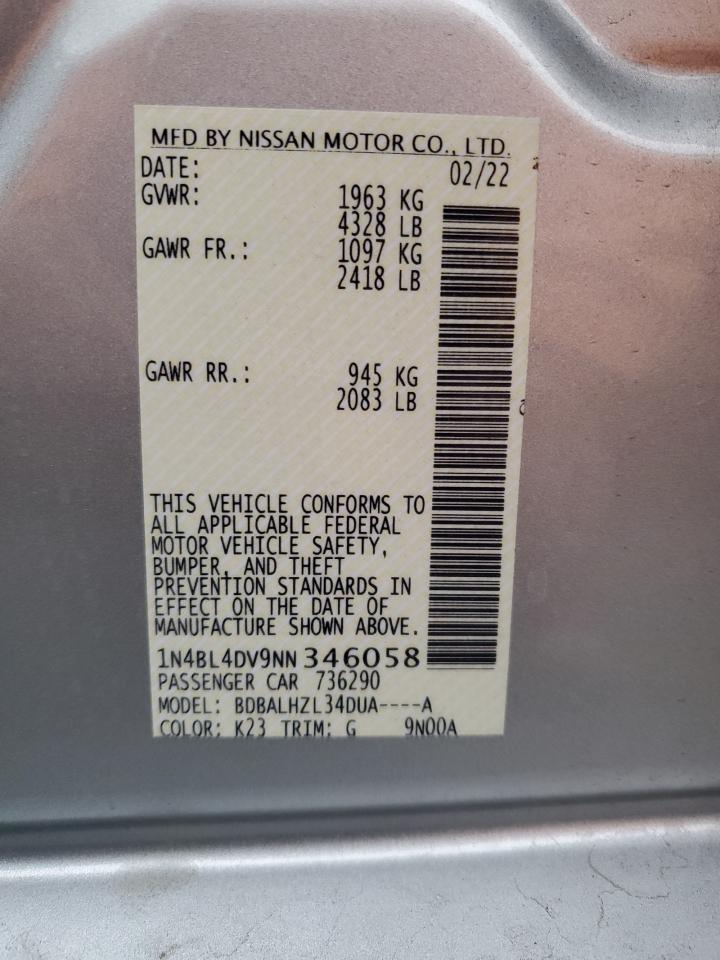 MFD BY NISSAN MOTOR CO., LTD.
DATE: 02/22
GVWR: 1963 KG
4328 LB
GAWR FR.: 1097 KG
2418 LB
GAWR RR.: 945 KG
2083 LB
THIS VEHICLE CONFORMS TO
ALL APPLICABLE FEDERAL
MOTOR VEHICLE SAFETY,
BUMPER, AND THEFT
PREVENTION STANDARDS IN
EFFECT ON THE DATE OF
MANUFACTURE SHOWN ABOVE.
1N4BL4DV9NN346058
PASSENGER CAR 736290
MODEL: BDBALHZL34DUA----A
COLOR: K23 TRIM: G 9N00A